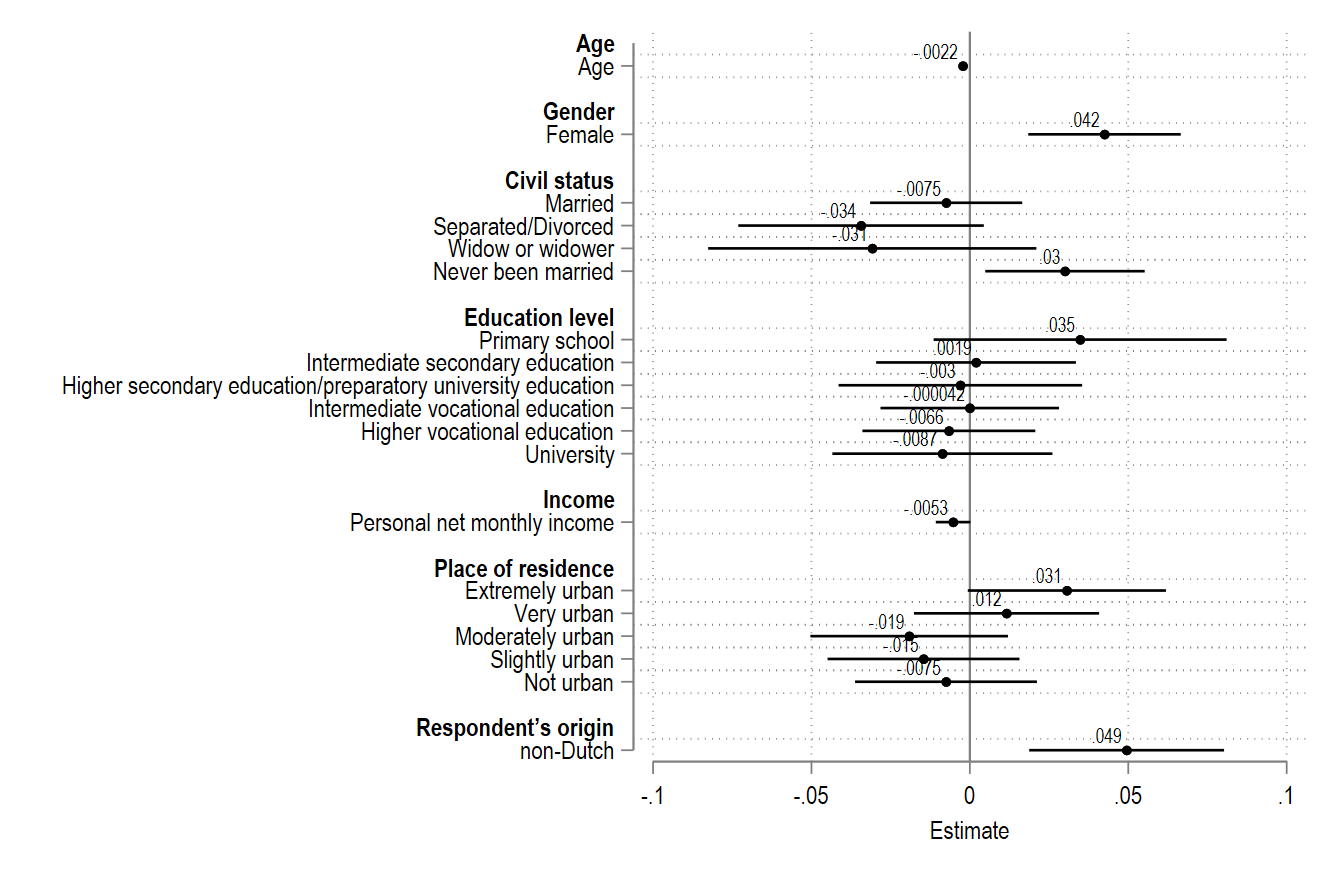 Age
Age -.0022
Gender
Female .042
Civil status
Married -.0075
Separated/Divorced -.034
Widow or widower -.031
Never been married .03
Education level
Primary school .035
Intermediate secondary education .0019
Higher secondary education/preparatory university education -.003
Intermediate vocational education -.000042
Higher vocational education -.0066
University -.0087
Income
Personal net monthly income -.0053
Place of residence
Extremely urban .031
Very urban .012
Moderately urban -.019
Slightly urban -.015
Not urban -.0075
Respondent’s origin
non-Dutch .049
-.1 -.05 0 .05 .1
Estimate